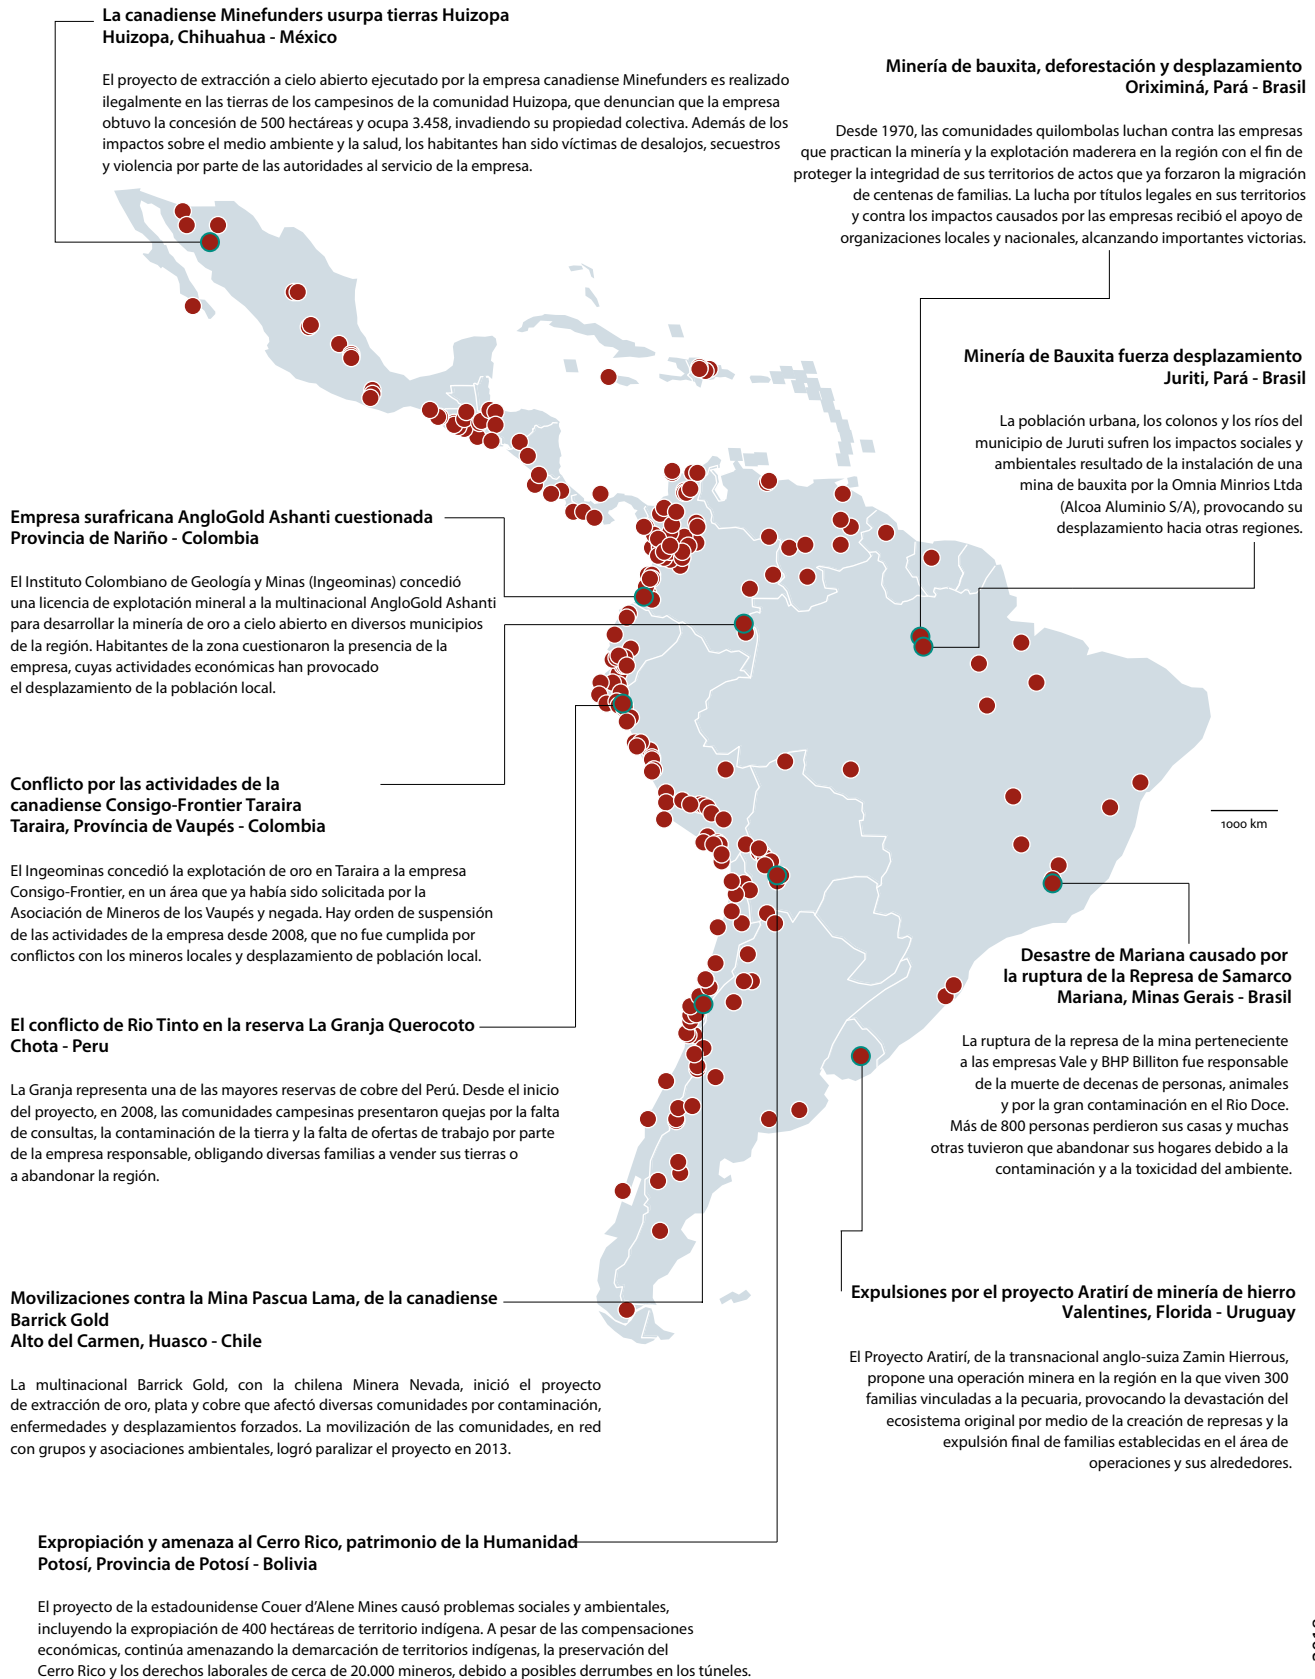 La canadiense Minefunders usurpa tierras Huizopa
Huizopa, Chihuahua - México
El proyecto de extracción a cielo abierto ejecutado por la empresa canadiense Minefunders es realizado
ilegalmente en las tierras de los campesinos de la comunidad Huizopa, que denuncian que la empresa
obtuvo la concesión de 500 hectáreas y ocupa 3.458, invadiendo su propiedad colectiva. Además de los
impactos sobre el medio ambiente y la salud, los habitantes han sido víctimas de desalojos, secuestros
y violencia por parte de las autoridades al servicio de la empresa.
Minería de bauxita, deforestación y desplazamiento
Oriximiná, Pará - Brasil
Desde 1970, las comunidades quilombolas luchan contra las empresas
que practican la minería y la explotación maderera en la región con el fin de
proteger la integridad de sus territorios de actos que ya forzaron la migración
de centenas de familias. La lucha por títulos legales en sus territorios
y contra los impactos causados por las empresas recibió el apoyo de
organizaciones locales y nacionales, alcanzando importantes victorias.
Minería de Bauxita fuerza desplazamiento
Juriti, Pará - Brasil
La población urbana, los colonos y los ríos del
municipio de Juruti sufren los impactos sociales y
ambientales resultado de la instalación de una
mina de bauxita por la Omnia Minrios Ltda
(Alcoa Aluminio S/A), provocando su
desplazamiento hacia otras regiones.
Empresa surafricana AngloGold Ashanti cuestionada
Provincia de Nariño - Colombia
El Instituto Colombiano de Geología y Minas (Ingeominas) concedió
una licencia de explotación mineral a la multinacional AngloGold Ashanti
para desarrollar la minería de oro a cielo abierto en diversos municipios
de la región. Habitantes de la zona cuestionaron la presencia de la
empresa, cuyas actividades económicas han provocado
el desplazamiento de la población local.
Conflicto por las actividades de la
canadiense Consigo-Frontier Taraira
Taraira, Província de Vaupés - Colombia
El Ingeominas concedió la explotación de oro en Taraira a la empresa
Consigo-Frontier, en un área que ya había sido solicitada por la
Asociación de Mineros de los Vaupés y negada. Hay orden de suspensión
de las actividades de la empresa desde 2008, que no fue cumplida por
conflictos con los mineros locales y desplazamiento de población local.
1000 km
Desastre de Mariana causado por
la ruptura de la Represa de Samarco
Mariana, Minas Gerais - Brasil
La ruptura de la represa de la mina perteneciente
a las empresas Vale y BHP Billiton fue responsable
de la muerte de decenas de personas, animales
y por la gran contaminación en el Rio Doce.
Más de 800 personas perdieron sus casas y muchas
otras tuvieron que abandonar sus hogares debido a la
contaminación y a la toxicidad del ambiente.
El conflicto de Rio Tinto en la reserva La Granja Querocoto
Chota - Peru
La Granja representa una de las mayores reservas de cobre del Perú. Desde el inicio
del proyecto, en 2008, las comunidades campesinas presentaron quejas por la falta
de consultas, la contaminación de la tierra y la falta de ofertas de trabajo por parte
de la empresa responsable, obligando diversas familias a vender sus tierras o
a abandonar la región.
Expulsiones por el proyecto Aratirí de minería de hierro
Valentines, Florida - Uruguay
El Proyecto Aratirí, de la transnacional anglo-suiza Zamin Hierrous,
propone una operación minera en la región en la que viven 300
familias vinculadas a la pecuaria, provocando la devastación del
ecosistema original por medio de la creación de represas y la
expulsión final de familias establecidas en el área de
operaciones y sus alrededores.
Movilizaciones contra la Mina Pascua Lama, de la canadiense
Barrick Gold
Alto del Carmen, Huasco - Chile
La multinacional Barrick Gold, con la chilena Minera Nevada, inició el proyecto
de extracción de oro, plata y cobre que afectó diversas comunidades por contaminación,
enfermedades y desplazamientos forzados. La movilización de las comunidades, en red
con grupos y asociaciones ambientales, logró paralizar el proyecto en 2013.
Expropiación y amenaza al Cerro Rico, patrimonio de la Humanidad
Potosí, Provincia de Potosí - Bolivia
El proyecto de la estadounidense Couer d'Alene Mines causó problemas sociales y ambientales,
incluyendo la expropiación de 400 hectáreas de territorio indígena. A pesar de las compensaciones
económicas, continúa amenazando la demarcación de territorios indígenas, la preservación del
Cerro Rico y los derechos laborales de cerca de 20.000 mineros, debido a posibles derrumbes en los túneles.